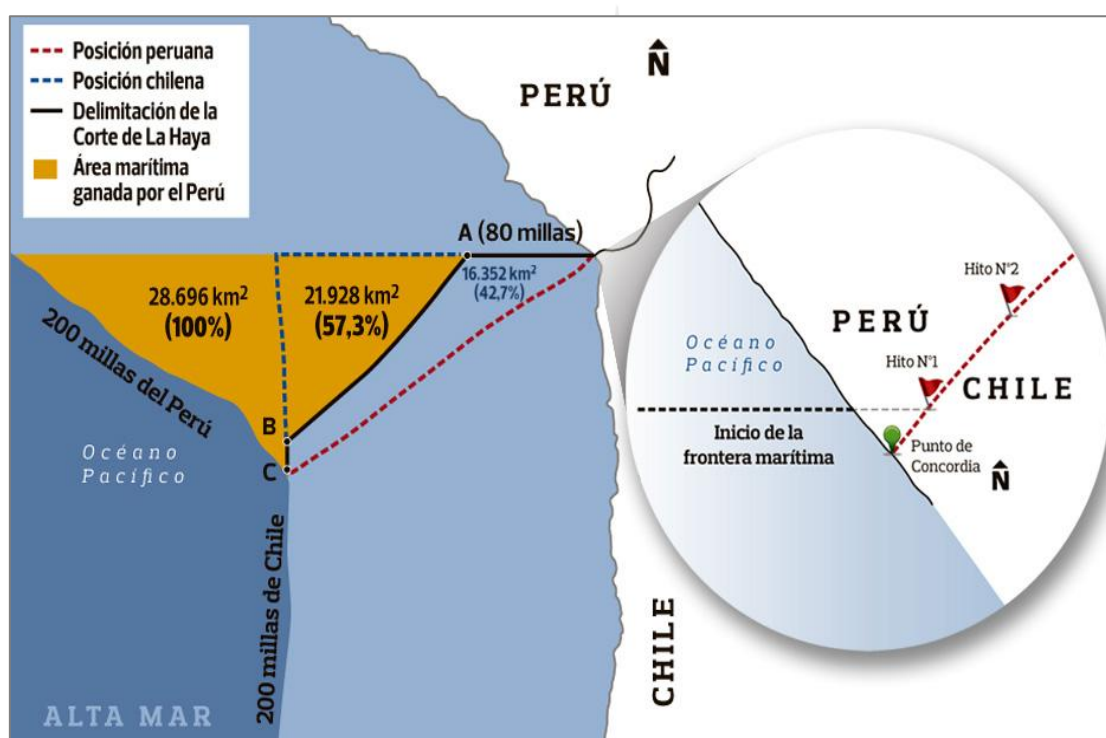 Posición peruana
Posición chilena
Delimitación de la
Corte de La Haya
Área marítima
ganada por el Perú
N
PERÚ
A (80 millas)
16.352 km²
(42,7%)
28.696 km²
(100%)
21.928 km²
(57,3%)
200 millas del Perú
B
C
Océano
Pacífico
200 millas de Chile
ALTA MAR
CHILE
Hito N°2
PERÚ
Océano
Pacífico
Hito N°1
CHILE
Inicio de la
frontera marítima
Punto de
Concordia
N